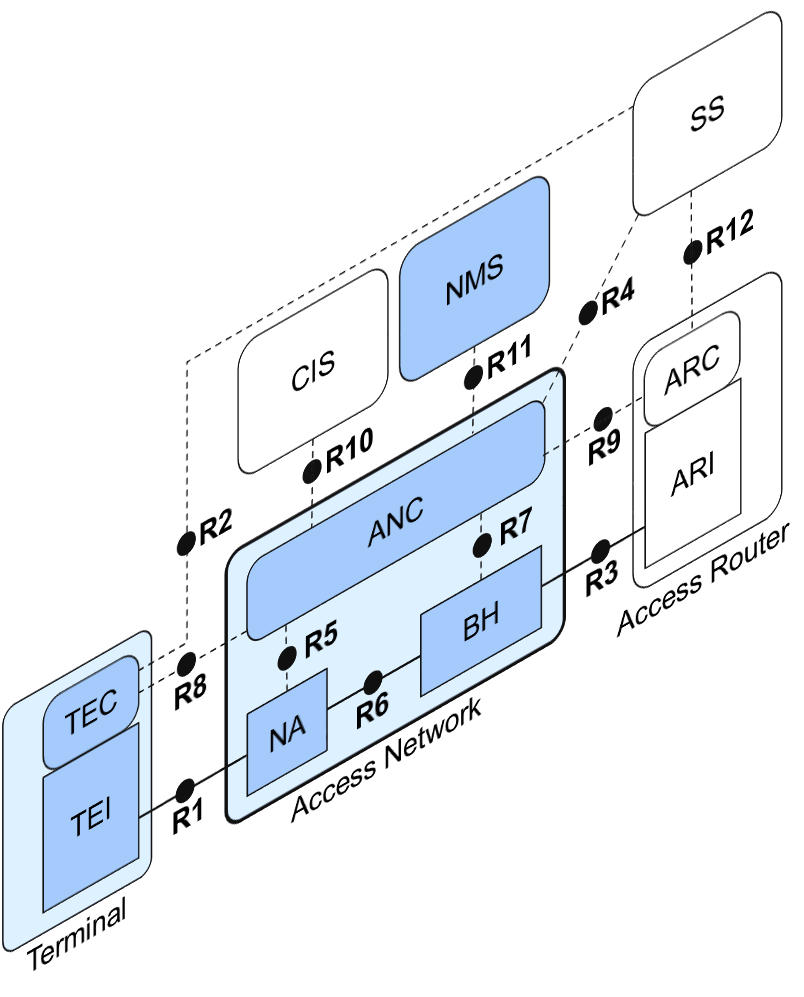 SS
R12
NMS
R4
CIS
R11
ARC
R10
R9
ARI
ANC
R2
R7
R3
Access Router
BH
R5
R8
R6
TEC
NA
Access Network
R1
TEI
Terminal